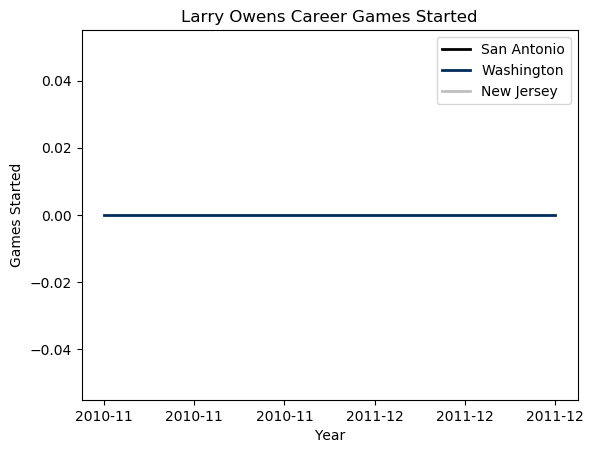 Larry Owens Career Games Started
San Antonio
Washington
New Jersey
0.04
0.02
0.00
−0.02
−0.04
Games Started
2010-11 2010-11 2010-11 2011-12 2011-12 2011-12
Year